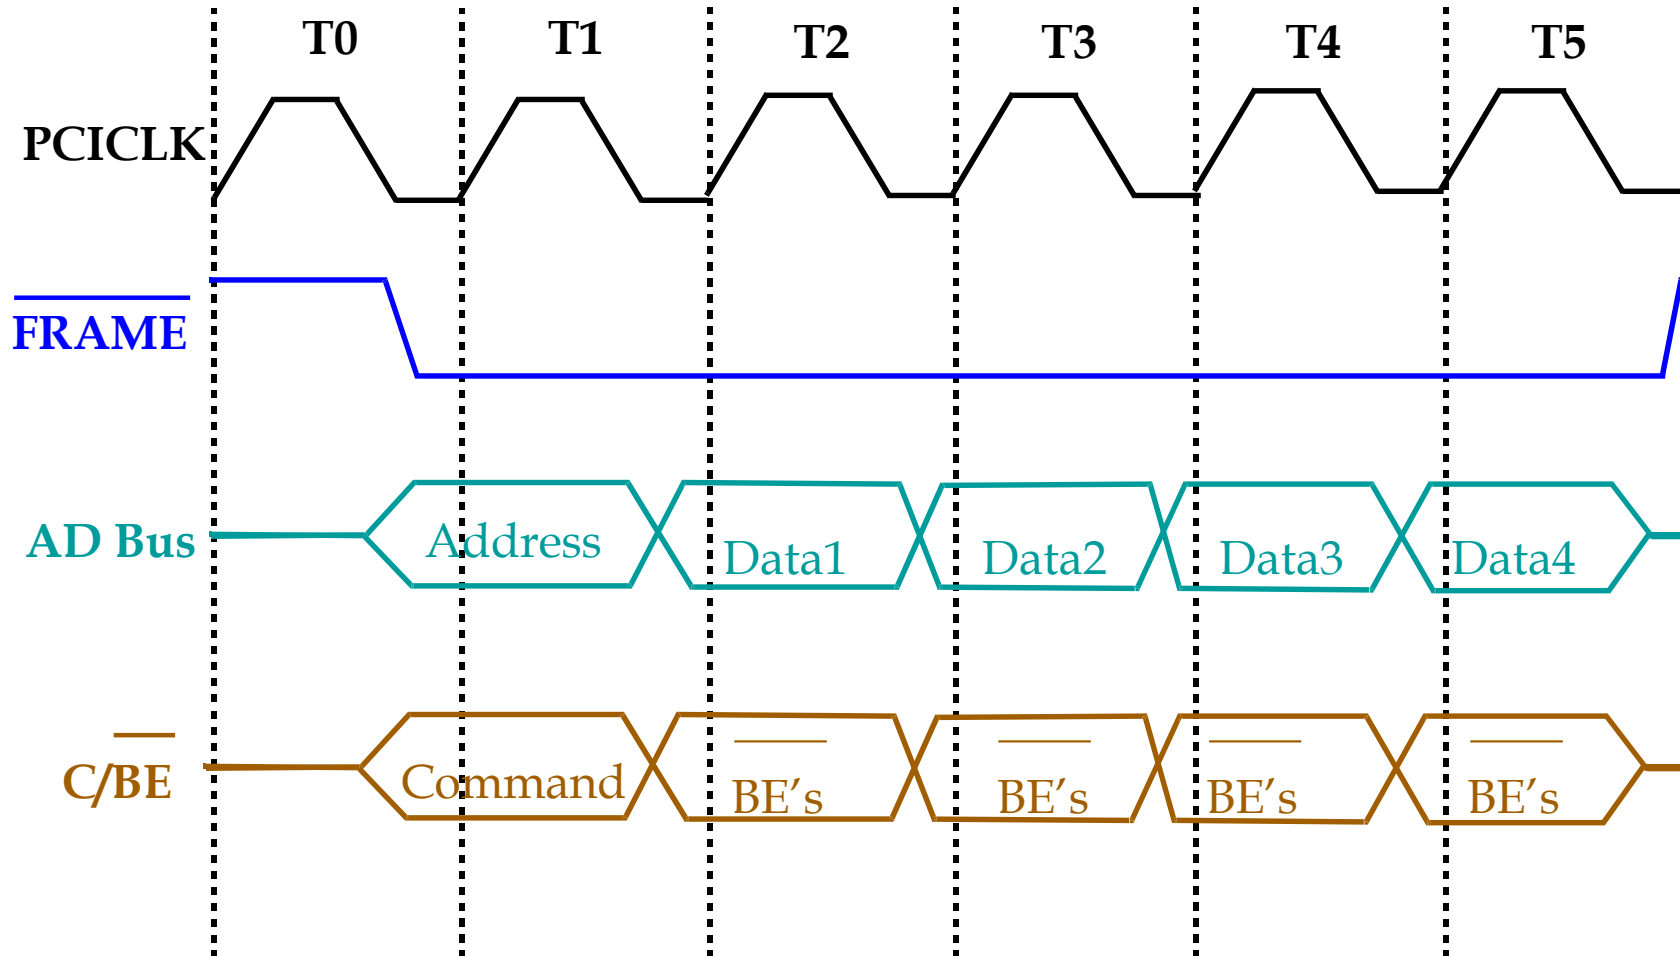 T0 T1 T2 T3 T4 T5
PCICLK
FRAME
AD Bus Address Data1 Data2 Data3 Data4
C/BE Command BE’s BE’s BE’s BE’s